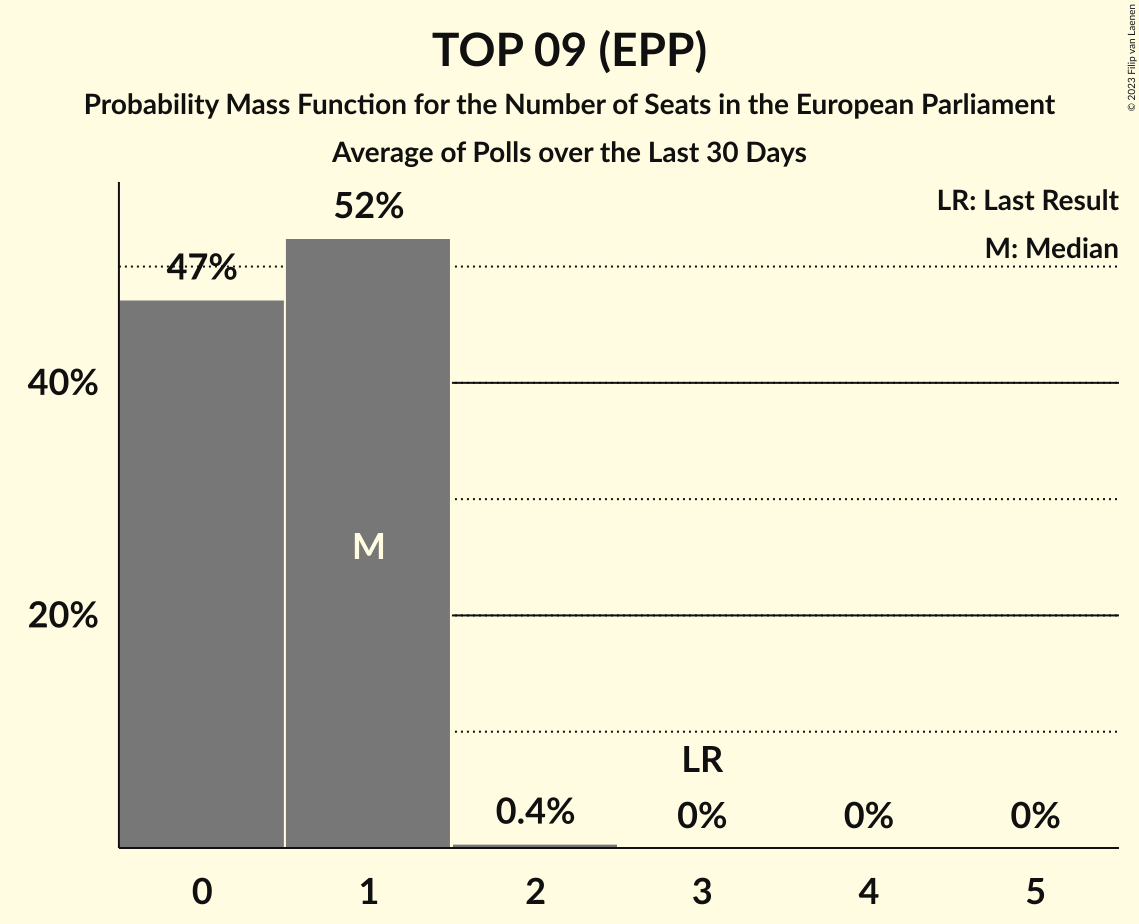 TOP 09 (EPP)
Probability Mass Function for the Number of Seats in the European Parliament
Average of Polls over the Last 30 Days
© 2023 Filip van Laenen
LR: Last Result
M: Median
52%
47%
40%
20%
M
LR
0.4%
0%
0%
0%
0
1
2
3
4
5